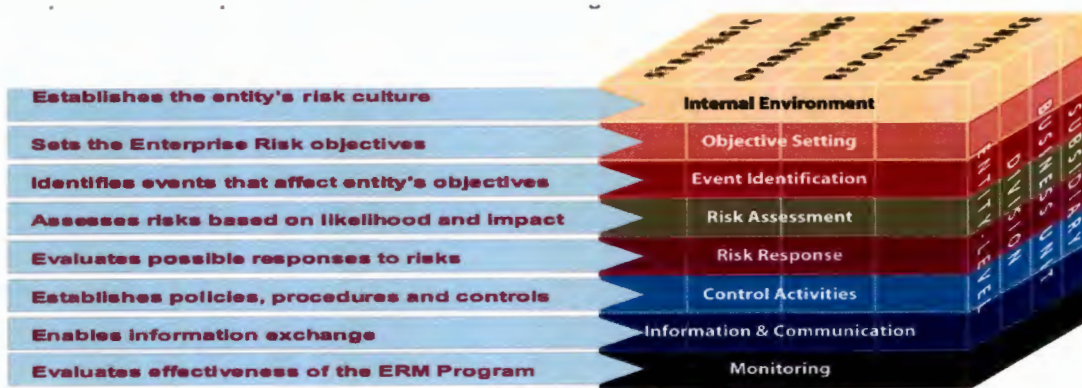 STRATEGIC
OPERATIONS
REPORTING
COMPLIANCE
Establishes the entity's risk culture
Internal Environment
Sets the Enterprise Risk objectives
Objective Setting
Identifies events that affect entity's objectives
Event Identification
Assesses risks based on likelihood and impact
Risk Assessment
Evaluates possible responses to risks
Risk Response
Establishes policies, procedures and controls
Control Activities
Enables information exchange
Information & Communication
Evaluates effectiveness of the ERM Program
Monitoring
ENTITY-LEVEL
DIVISION
BUSINESS UNIT
SUBSIDIARY